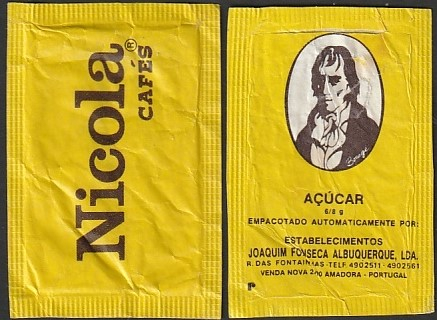 Nicola®
CAFÉS
Bocage
AÇÚCAR
6/8 g
EMPACOTADO AUTOMATICAMENTE POR:
ESTABELECIMENTOS
JOAQUIM FONSECA ALBUQUERQUE, LDA.
R. DAS FONTAINHAS-TELF 4902511-4902561
VENDA NOVA 2700 AMADORA - PORTUGAL
P